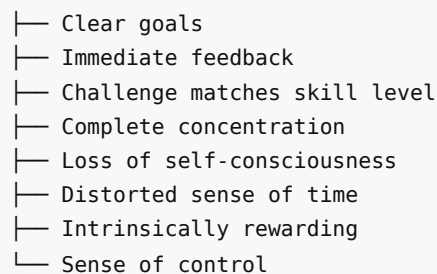 ├── Clear goals
├── Immediate feedback
├── Challenge matches skill level
├── Complete concentration
├── Loss of self-consciousness
├── Distorted sense of time
├── Intrinsically rewarding
└── Sense of control